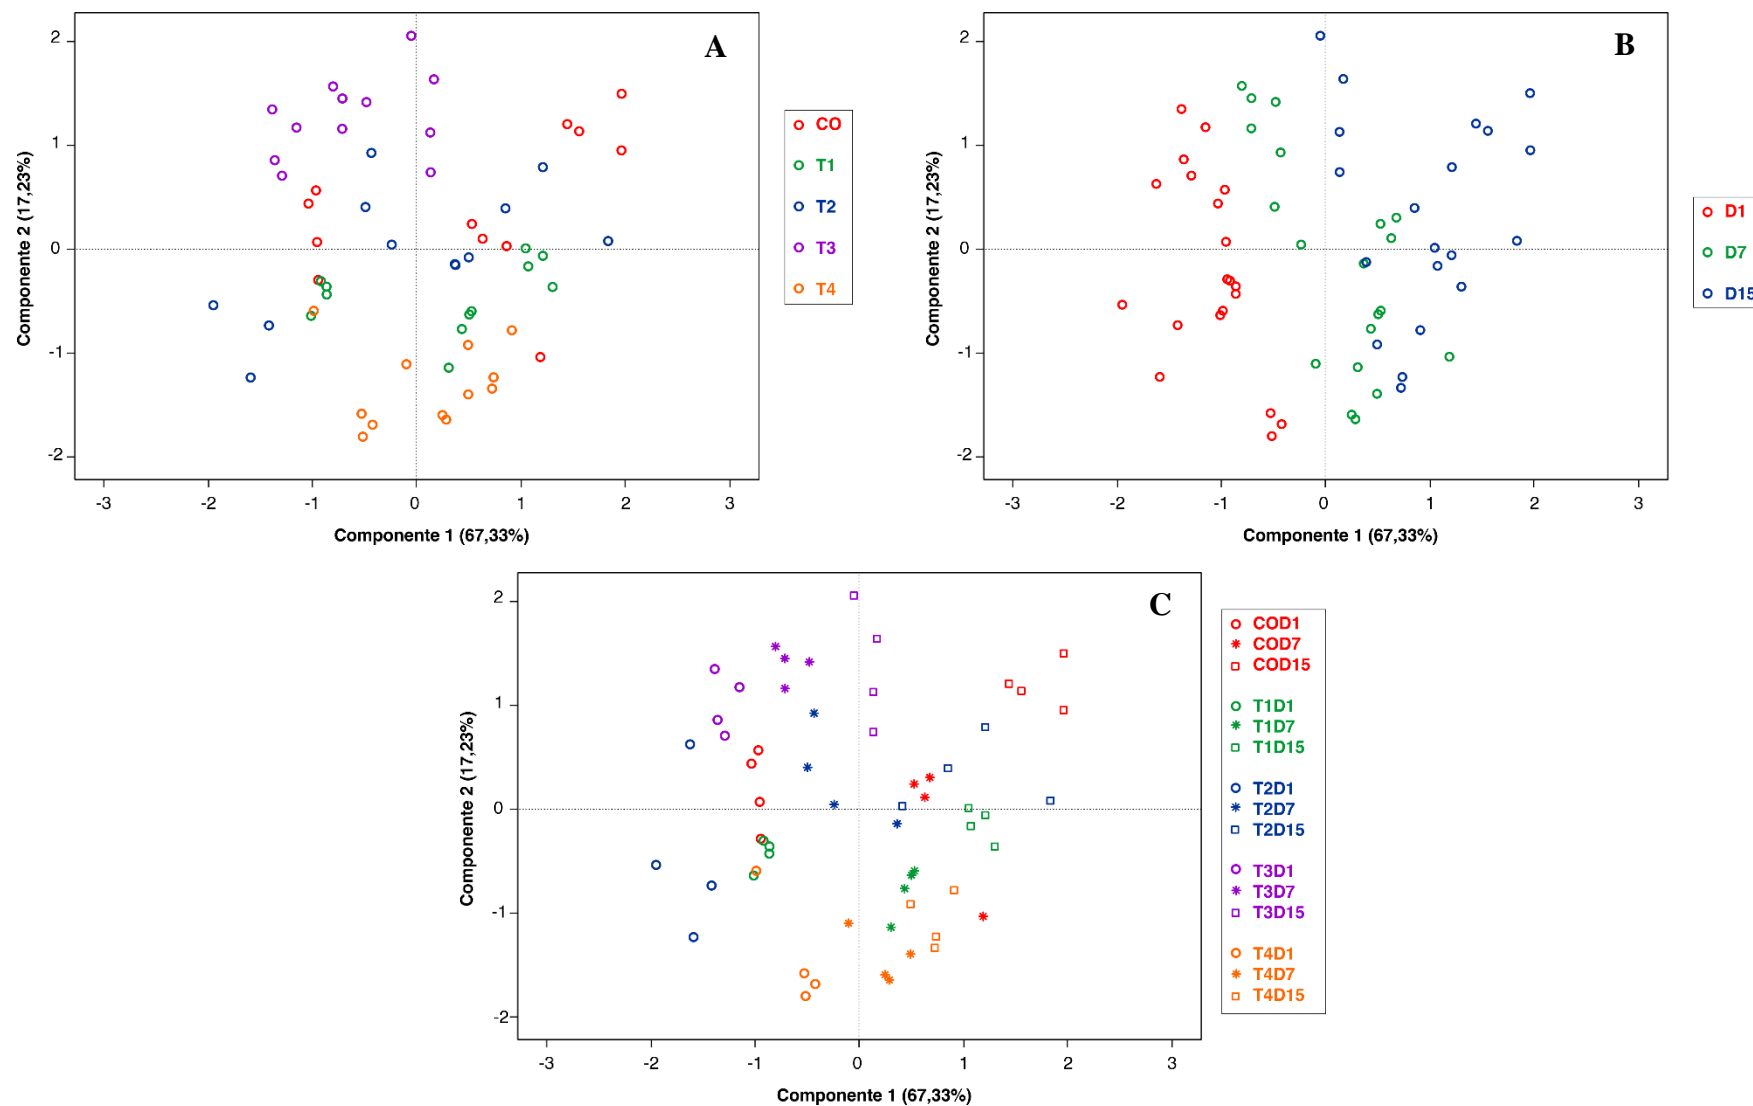 A
2
1
0
-1
-2
-3
-2
-1
0
1
2
3
Componente 2 (17,23%)
Componente 1 (67,33%)
CO
T1
T2
T3
T4
B
2
1
0
-1
-2
-3
-2
-1
0
1
2
3
Componente 2 (17,23%)
Componente 1 (67,33%)
D1
D7
D15
C
2
1
0
-1
-2
-3
-2
-1
0
1
2
3
Componente 2 (17,23%)
Componente 1 (67,33%)
COD1
COD7
COD15
T1D1
T1D7
T1D15
T2D1
T2D7
T2D15
T3D1
T3D7
T3D15
T4D1
T4D7
T4D15